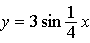 y = 3 sin 1/4 x